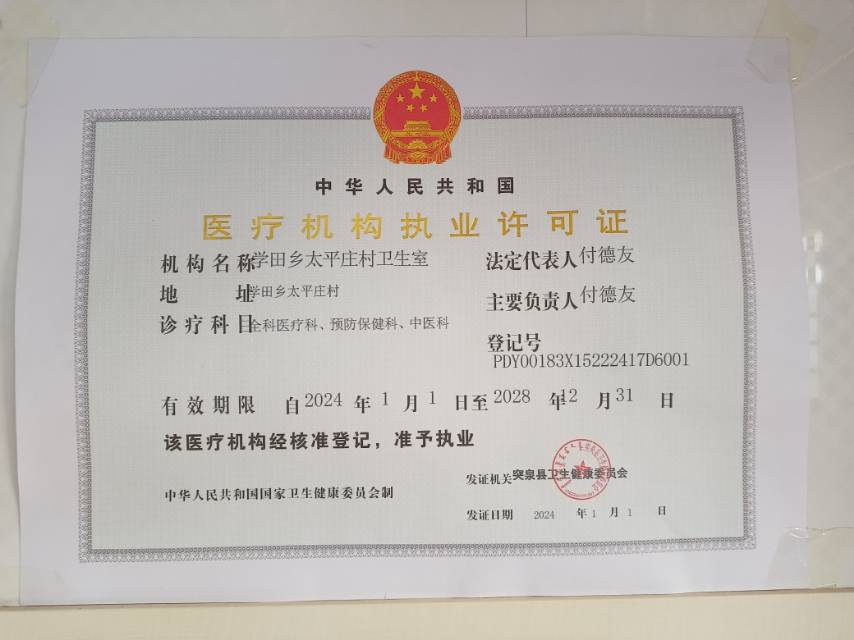 中华人民共和国
医疗机构执业许可证
机构名称 学田乡太平庄村卫生室
法定代表人 付德友
地 址 学田乡太平庄村
主要负责人 付德友
诊疗科目 全科医疗科、预防保健科、中医科
登记号
PDY00183X15222417D6001
有效期限 自 2024 年 1 月 1 日至 2028 年 12 月 31 日
该医疗机构经核准登记，准予执业
发证机关 突泉县卫生健康委员会
中华人民共和国国家卫生健康委员会制
发证日期 2024 年 1 月 1 日